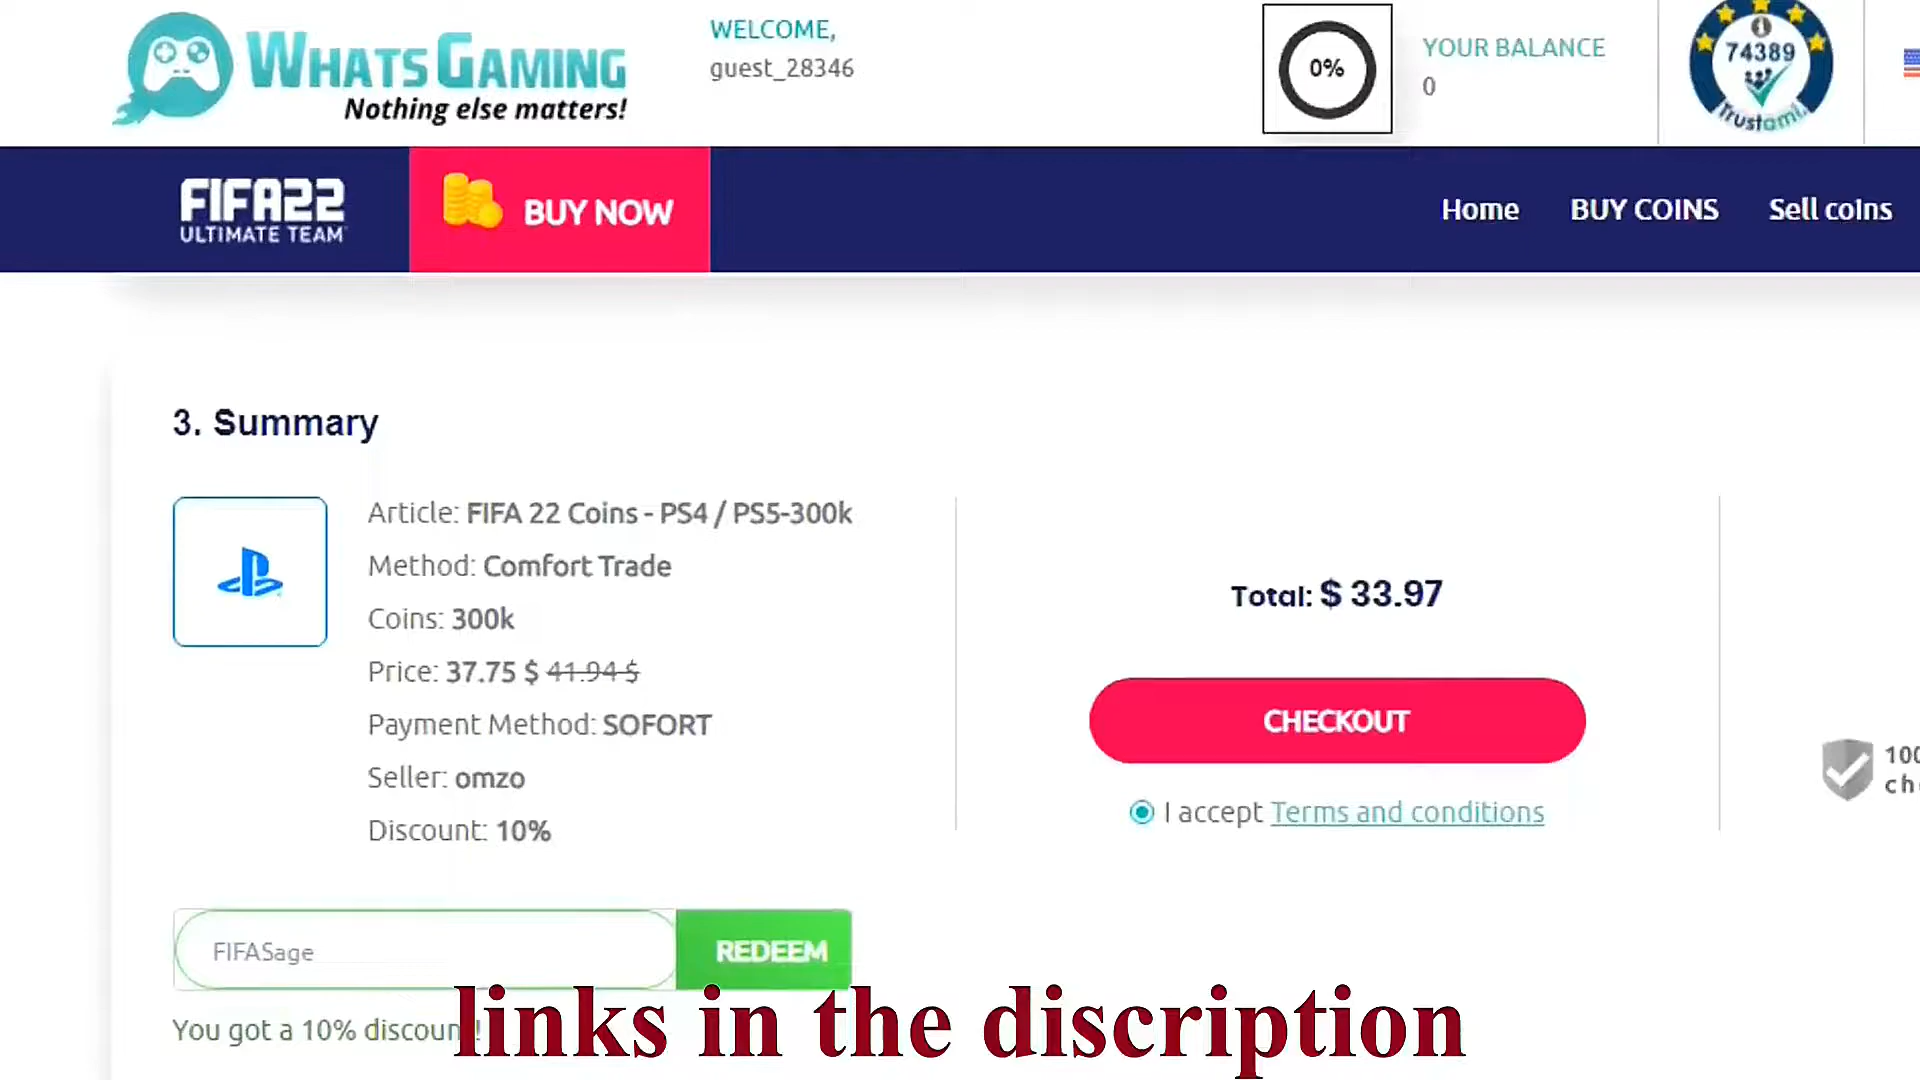 WHATSGAMING
Nothing else matters!
WELCOME,
guest_28346
0%
YOUR BALANCE
0
74389
Trustami
FIFA22
ULTIMATE TEAM
BUY NOW
Home
BUY COINS
Sell coins
3. Summary
Article: FIFA 22 Coins - PS4 / PS5-300k
Method: Comfort Trade
Coins: 300k
Price: 37.75 $ 41.94 $
Payment Method: SOFORT
Seller: omzo
Discount: 10%
Total: $ 33.97
CHECKOUT
I accept Terms and conditions
FIFASage
REDEEM
You got a 10% discount!
links in the discription